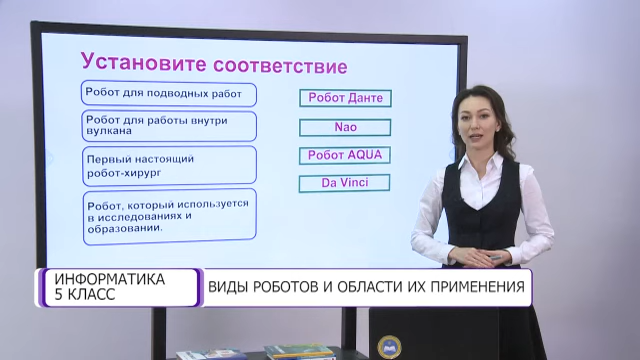 Установите соответствие
Робот для подводных работ
Робот для работы внутри
вулкана
Первый настоящий
робот-хирург
Робот, который используется
в исследованиях и
образовании.
Робот Данте
Nao
Робот AQUA
Da Vinci
ИНФОРМАТИКА
5 КЛАСС
ВИДЫ РОБОТОВ И ОБЛАСТИ ИХ ПРИМЕНЕНИЯ